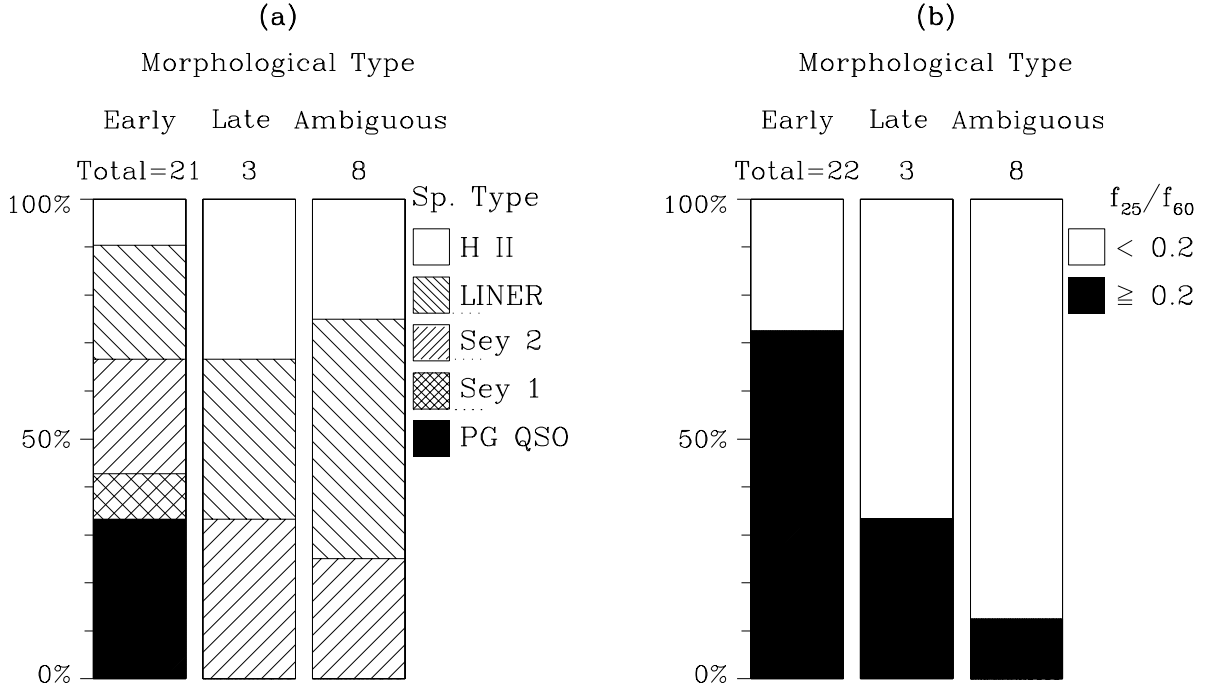 (a)
Morphological Type
Early Late Ambiguous
Total=21 3 8
100%
50%
0%
Sp. Type
H II
LINER
Sey 2
Sey 1
PG QSO
(b)
Morphological Type
Early Late Ambiguous
Total=22 3 8
100%
50%
0%
f25/f60
< 0.2
≧ 0.2